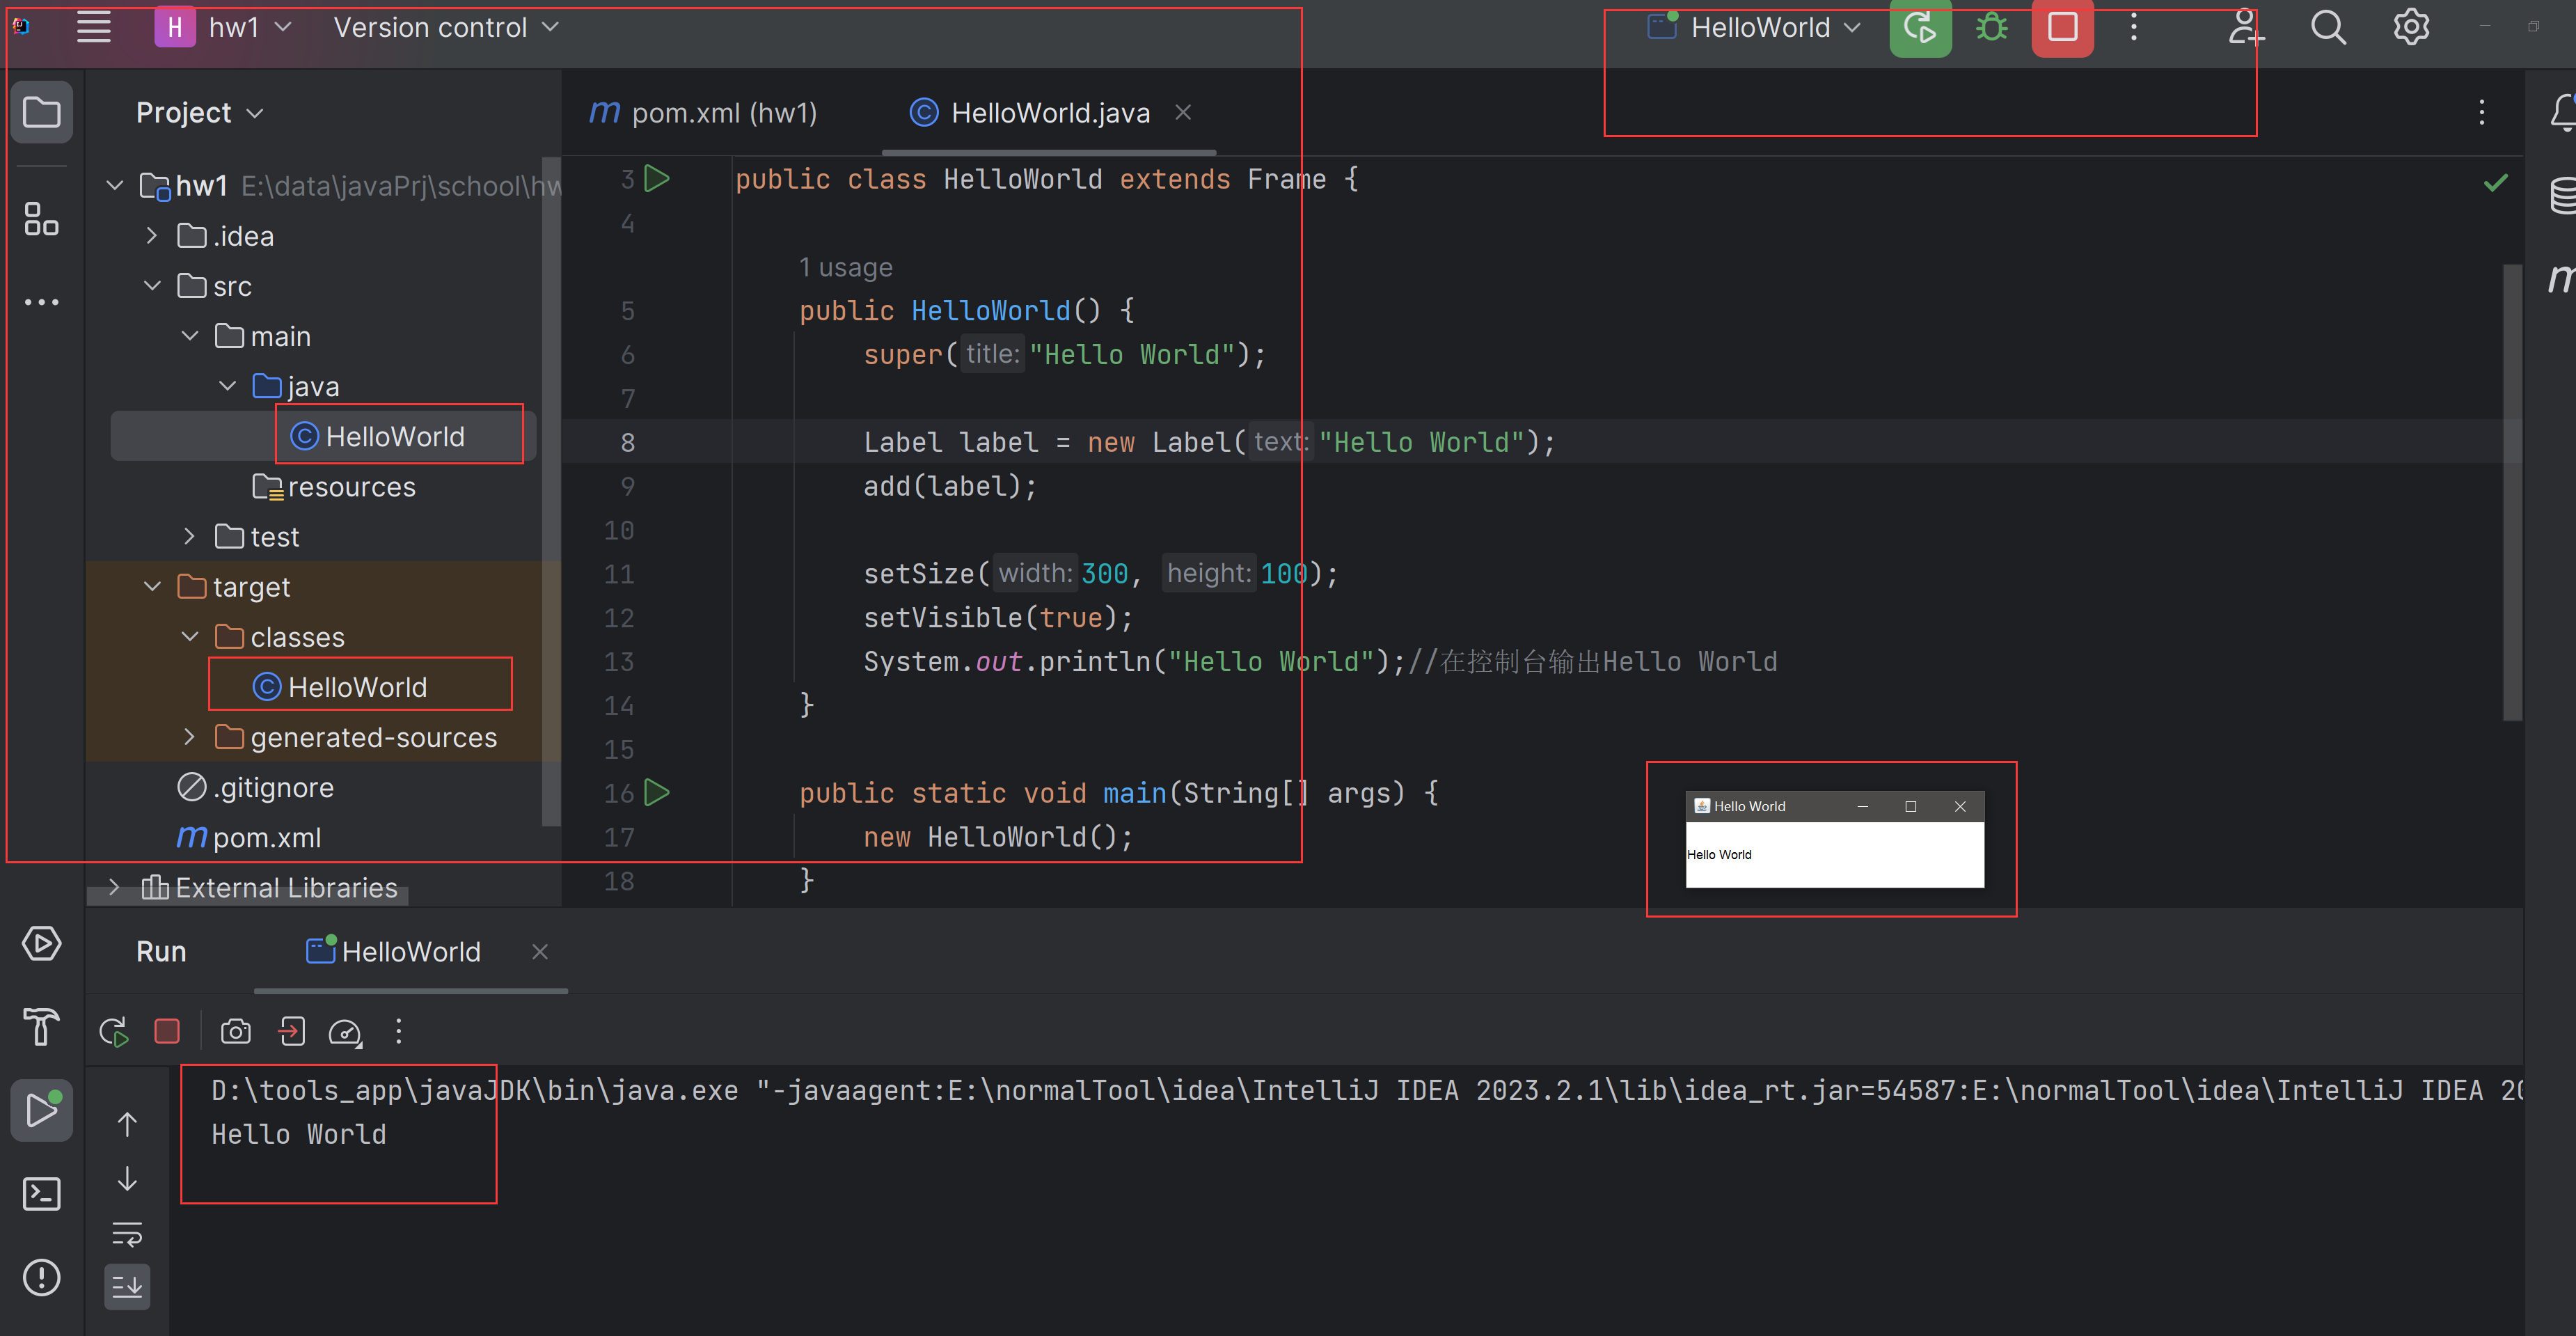 H hw1 Version control HelloWorld
Project
pom.xml (hw1) HelloWorld.java
hw1 E:\data\javaPrj\school\hw
.idea
src
main
java
HelloWorld
resources
test
target
classes
HelloWorld
generated-sources
.gitignore
m pom.xml
External Libraries
3 public class HelloWorld extends Frame {
4
1 usage
5 public HelloWorld() {
6 super( title: "Hello World");
7
8 Label label = new Label( text: "Hello World");
9 add(label);
10
11 setSize( width: 300, height: 100);
12 setVisible(true);
13 System.out.println("Hello World");//在控制台输出Hello World
14 }
15
16 public static void main(String[] args) {
17 new HelloWorld();
18 }
Hello World
Hello World
Run HelloWorld
D:\tools_app\javaJDK\bin\java.exe "-javaagent:E:\normalTool\idea\IntelliJ IDEA 2023.2.1\lib\idea_rt.jar=54587:E:\normalTool\idea\IntelliJ IDEA 20
Hello World